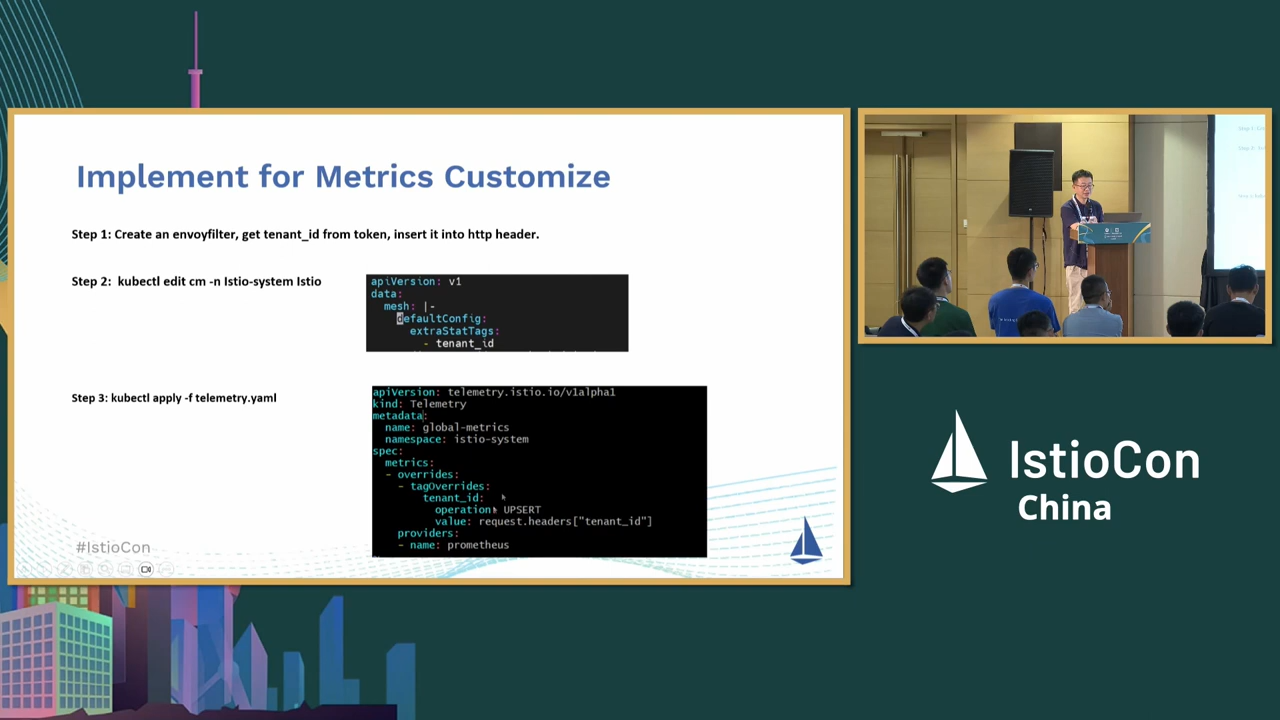 Implement for Metrics Customize
Step 1: Create an envoyfilter, get tenant_id from token, insert it into http header.
Step 2: kubectl edit cm -n Istio-system Istio
apiVersion: v1
data:
  mesh: |-
    defaultConfig:
      extraStatTags:
        - tenant_id
Step 3: kubectl apply -f telemetry.yaml
apiVersion: telemetry.istio.io/v1alpha1
kind: Telemetry
metadata:
  name: global-metrics
  namespace: istio-system
spec:
  metrics:
  - overrides:
    - tagOverrides:
        tenant_id:
          operation: UPSERT
          value: request.headers["tenant_id"]
    providers:
    - name: prometheus
#IstioCon
IstioCon
China